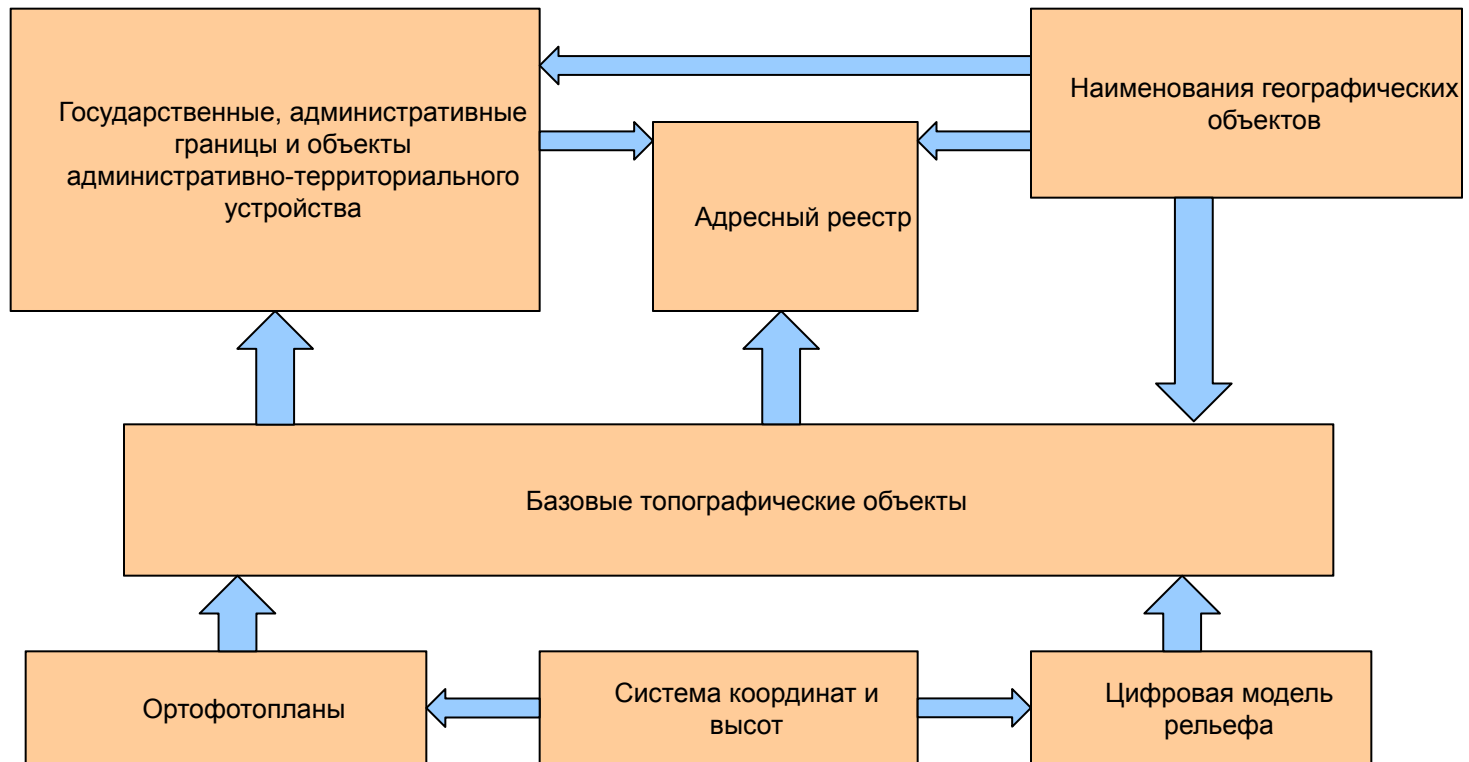 Государственные, административные
границы и объекты
административно-территориального
устройства
Адресный реестр
Наименования географических
объектов
Базовые топографические объекты
Ортофотопланы
Система координат и
высот
Цифровая модель
рельефа